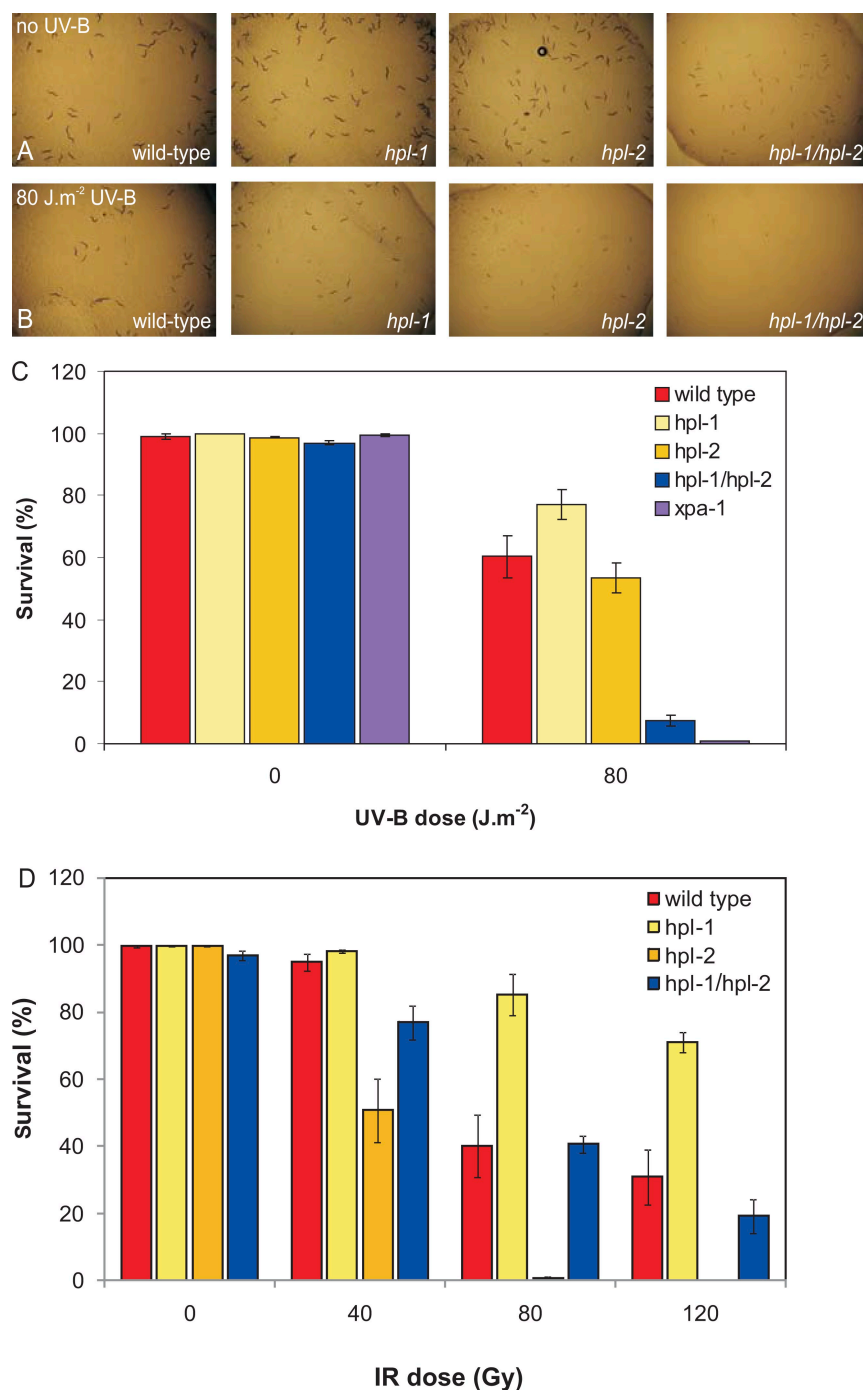 no UV-B
A
wild-type
hpl-1
hpl-2
hpl-1/hpl-2
80 J.m-2 UV-B
B
wild-type
hpl-1
hpl-2
hpl-1/hpl-2
C
120
100
80
60
40
20
0
Survival (%)
wild type
hpl-1
hpl-2
hpl-1/hpl-2
xpa-1
0
80
UV-B dose (J.m-2)
D
120
100
80
60
40
20
0
Survival (%)
wild type
hpl-1
hpl-2
hpl-1/hpl-2
0
40
80
120
IR dose (Gy)